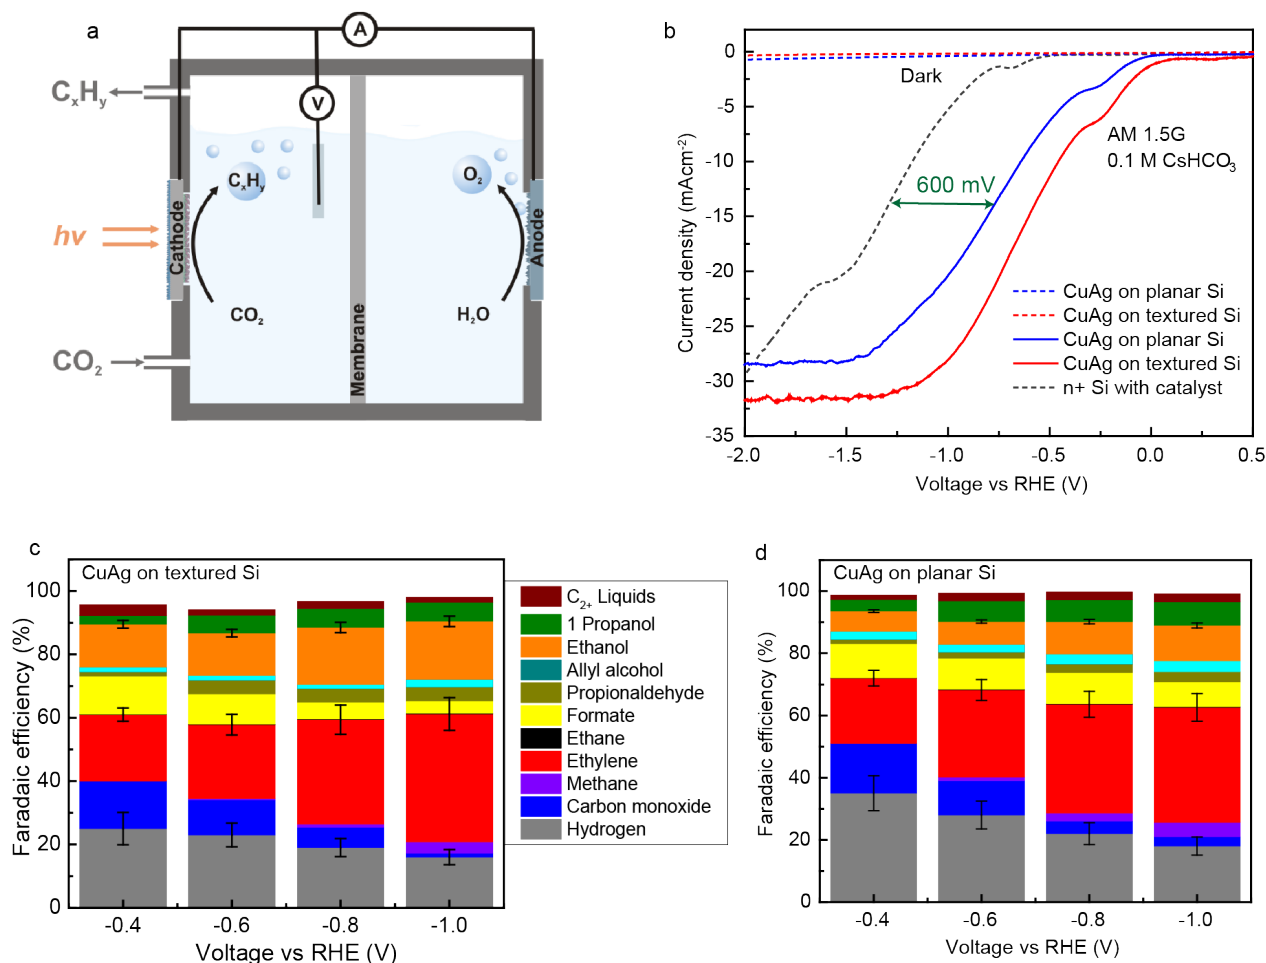 a
A
V
CxHy
CxHy
O2
hv
Cathode
Anode
CO2
H2O
CO2
Membrane
b
0
-5
-10
-15
-20
-25
-30
-35
Current density (mAcm-2)
Dark
AM 1.5G
0.1 M CsHCO3
600 mV
CuAg on planar Si
CuAg on textured Si
CuAg on planar Si
CuAg on textured Si
n+ Si with catalyst
-2.0 -1.5 -1.0 -0.5 0.0 0.5
Voltage vs RHE (V)
c
CuAg on textured Si
100
80
60
40
20
0
Faradaic efficiency (%)
-0.4 -0.6 -0.8 -1.0
Voltage vs RHE (V)
C2+ Liquids
1 Propanol
Ethanol
Allyl alcohol
Propionaldehyde
Formate
Ethane
Ethylene
Methane
Carbon monoxide
Hydrogen
d
CuAg on planar Si
100
80
60
40
20
0
Faradaic efficiency (%)
-0.4 -0.6 -0.8 -1.0
Voltage vs RHE (V)